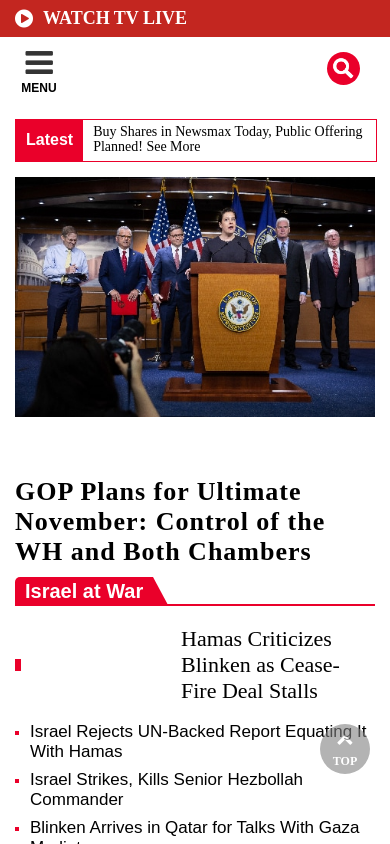 WATCH TV LIVE
MENU
Latest
Buy Shares in Newsmax Today, Public Offering
Planned! See More
GOP Plans for Ultimate
November: Control of the
WH and Both Chambers
Israel at War
Hamas Criticizes
Blinken as Cease-
Fire Deal Stalls
Israel Rejects UN-Backed Report Equating It
With Hamas
Israel Strikes, Kills Senior Hezbollah
Commander
TOP
Blinken Arrives in Qatar for Talks With Gaza